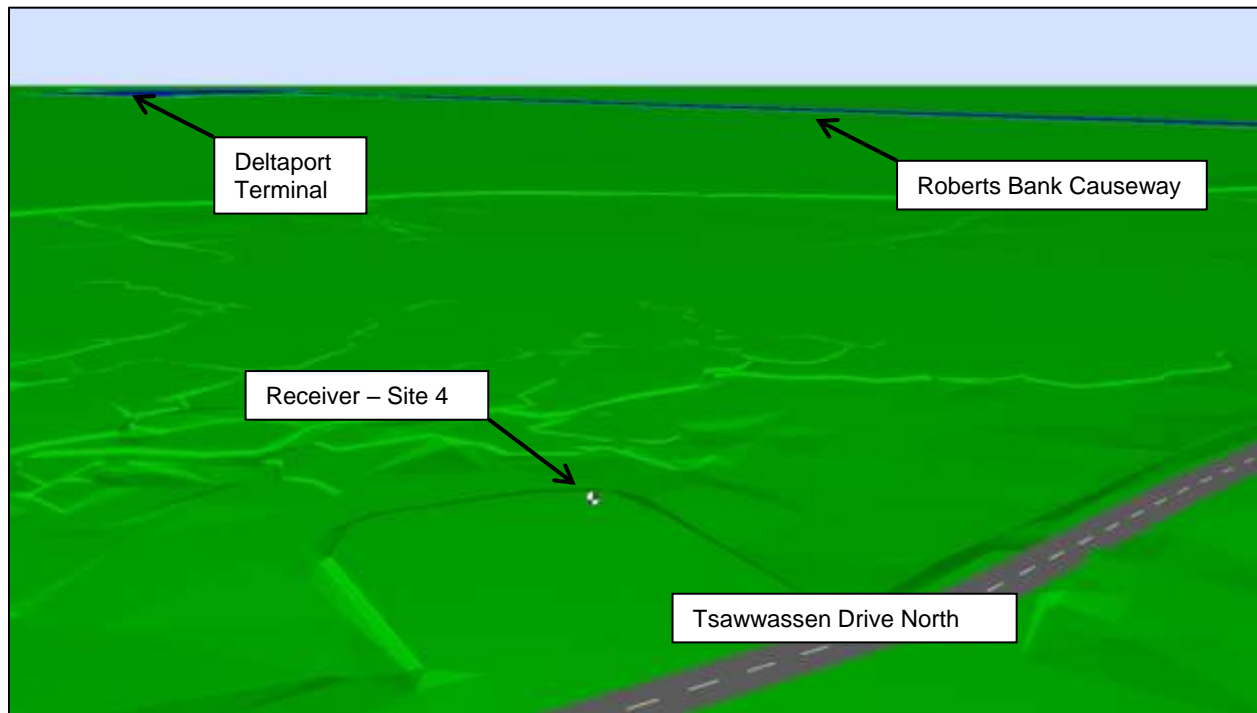 Deltaport
Terminal
Roberts Bank Causeway
Receiver – Site 4
Tsawwassen Drive North